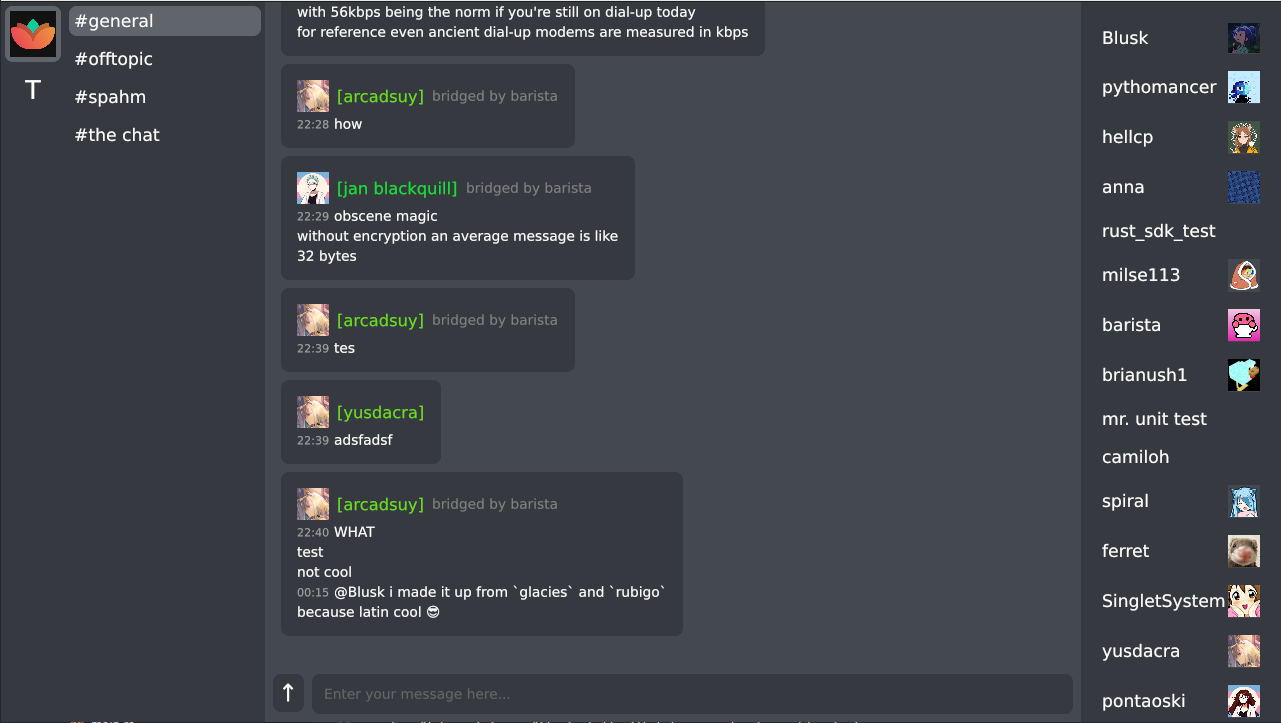 #general
#offtopic
T
#spahm
#the chat
with 56kbps being the norm if you're still on dial-up today
for reference even ancient dial-up modems are measured in kbps
[arcadsuy] bridged by barista
22:28 how
[jan blackquill] bridged by barista
22:29 obscene magic
without encryption an average message is like
32 bytes
[arcadsuy] bridged by barista
22:39 tes
[yusdacra]
22:39 adsfadsf
[arcadsuy] bridged by barista
22:40 WHAT
test
not cool
00:15 @Blusk i made it up from `glacies` and `rubigo`
because latin cool 😎
↑ Enter your message here...
Blusk
pythomancer
hellcp
anna
rust_sdk_test
milse113
barista
brianush1
mr. unit test
camiloh
spiral
ferret
SingletSystem
yusdacra
pontaoski